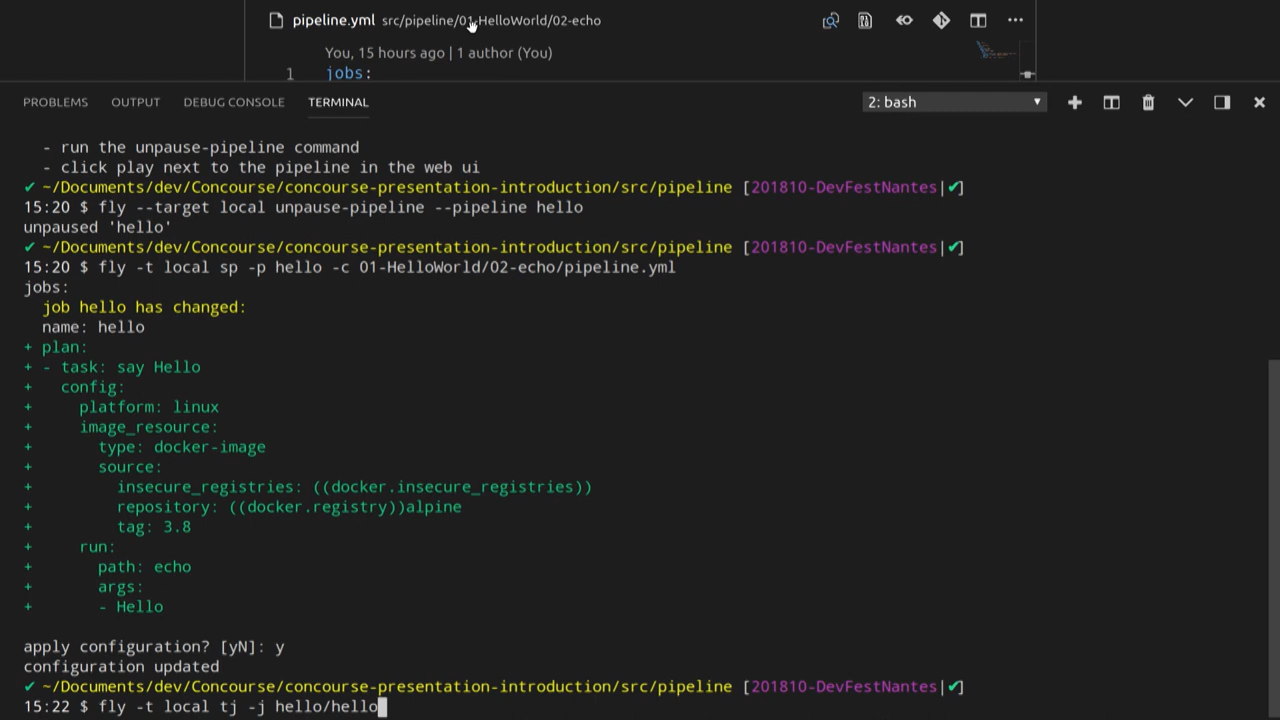 pipeline.yml src/pipeline/01-HelloWorld/02-echo
You, 15 hours ago | 1 author (You)
1 jobs:
PROBLEMS OUTPUT DEBUG CONSOLE TERMINAL 2: bash
- run the unpause-pipeline command
- click play next to the pipeline in the web ui
✔ ~/Documents/dev/Concourse/concourse-presentation-introduction/src/pipeline [201810-DevFestNantes|✔]
15:20 $ fly --target local unpause-pipeline --pipeline hello
unpaused 'hello'
✔ ~/Documents/dev/Concourse/concourse-presentation-introduction/src/pipeline [201810-DevFestNantes|✔]
15:20 $ fly -t local sp -p hello -c 01-HelloWorld/02-echo/pipeline.yml
jobs:
  job hello has changed:
  name: hello
+ plan:
+ - task: say Hello
+   config:
+     platform: linux
+     image_resource:
+       type: docker-image
+       source:
+         insecure_registries: ((docker.insecure_registries))
+         repository: ((docker.registry))alpine
+         tag: 3.8
+     run:
+       path: echo
+       args:
+       - Hello
apply configuration? [yN]: y
configuration updated
✔ ~/Documents/dev/Concourse/concourse-presentation-introduction/src/pipeline [201810-DevFestNantes|✔]
15:22 $ fly -t local tj -j hello/hello